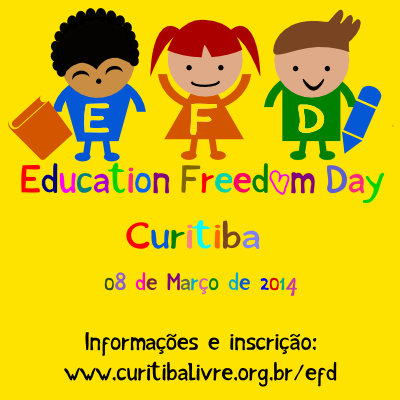 E F D
Education Freedom Day
Curitiba
08 de Março de 2014
Informações e inscrição:
www.curitibalivre.org.br/efd